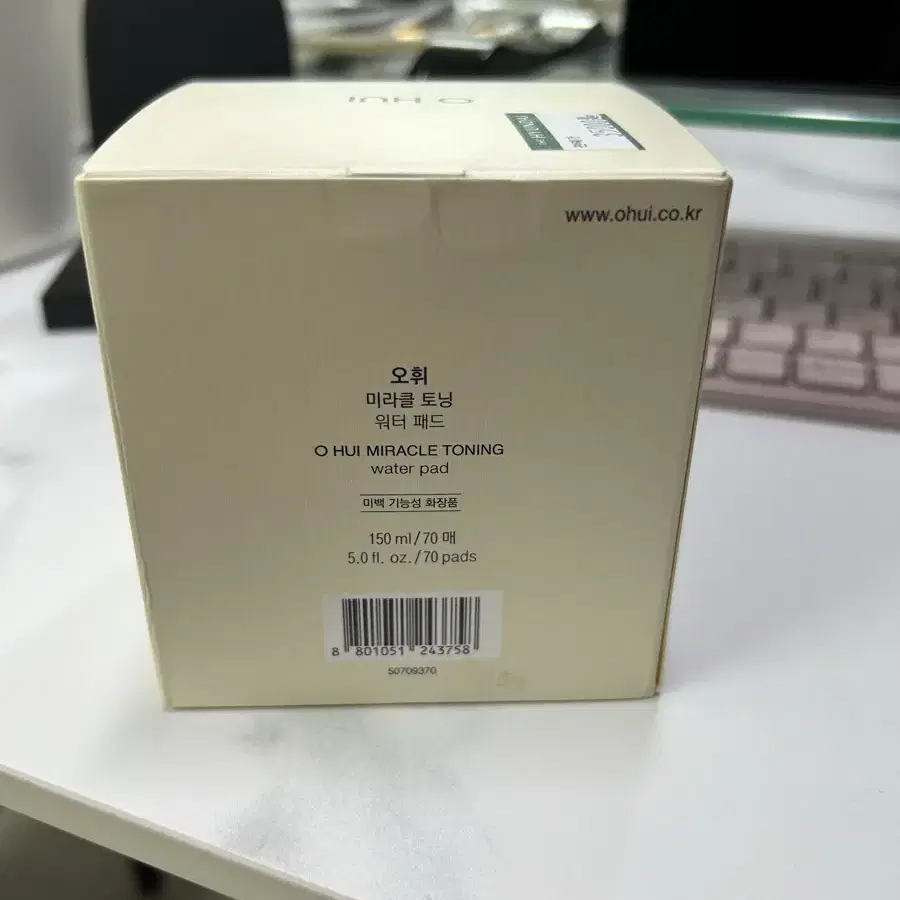 O HUI
www.ohui.co.kr
오휘
미라클 토닝
워터 패드
O HUI MIRACLE TONING
water pad
미백 기능성 화장품
150 ml/70 매
5.0 fl. oz./70 pads
8 801051 243758
50709370